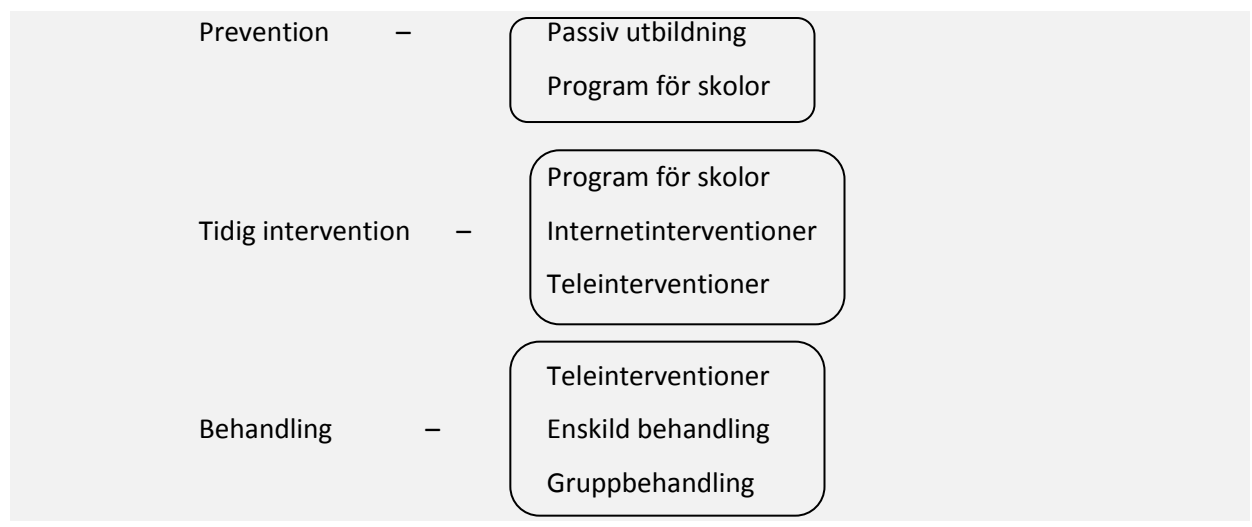 Prevention – Passiv utbildning
Program för skolor
Program för skolor
Tidig intervention – Internetinterventioner
Teleinterventioner
Teleinterventioner
Behandling – Enskild behandling
Gruppbehandling